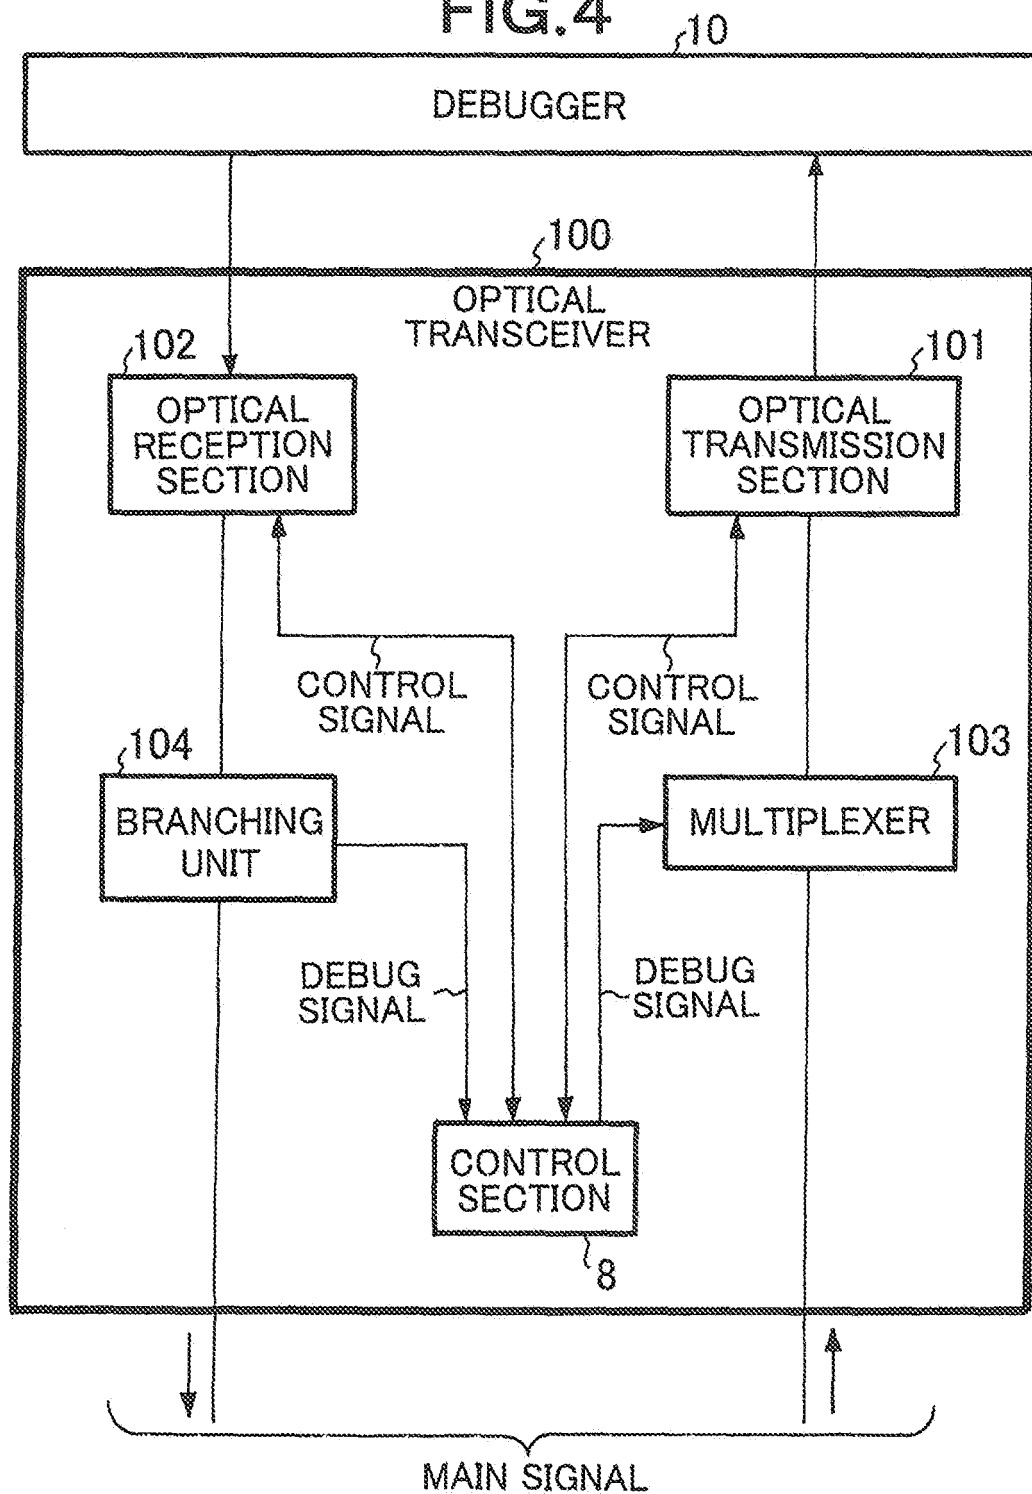 FIG.4
10
DEBUGGER
100
OPTICAL
TRANSCEIVER
102
101
OPTICAL
RECEPTION
SECTION
OPTICAL
TRANSMISSION
SECTION
CONTROL
SIGNAL
CONTROL
SIGNAL
104
103
BRANCHING
UNIT
MULTIPLEXER
DEBUG
SIGNAL
DEBUG
SIGNAL
CONTROL
SECTION
8
MAIN SIGNAL